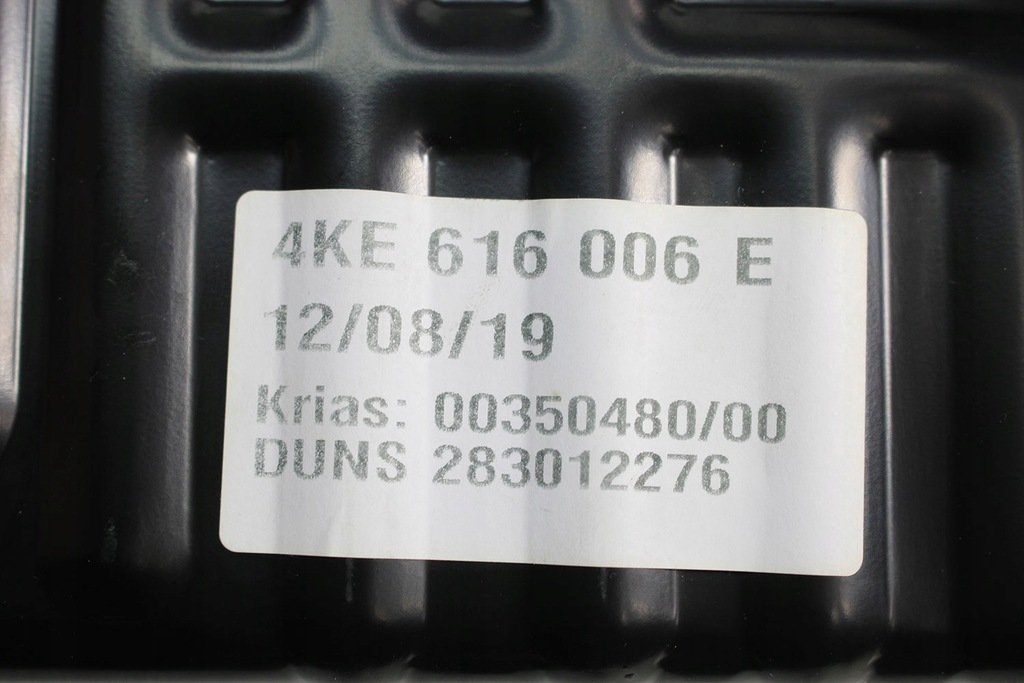 4KE 616 006 E
12/08/19
Krias: 00350480/00
DUNS 283012276